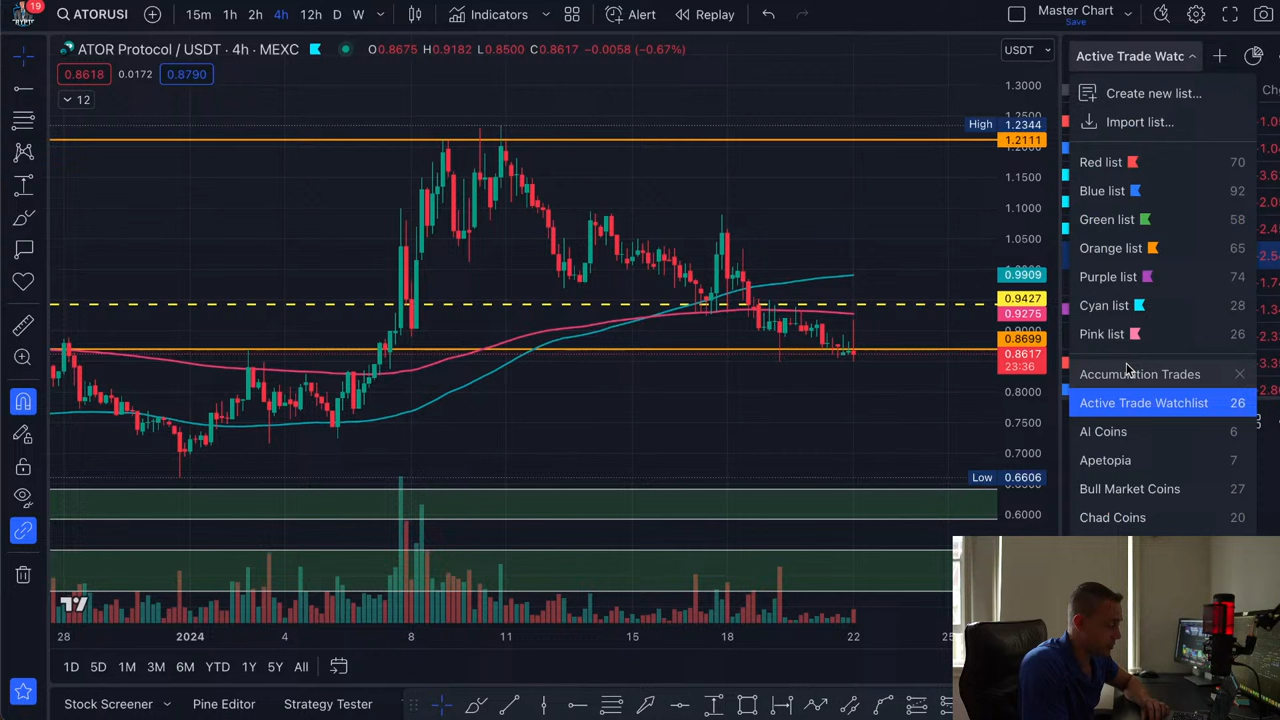 19
ATORUSI
15m 1h 2h 4h 12h D W
Indicators
Alert
Replay
Master Chart
Save
ATOR Protocol / USDT · 4h · MEXC
O0.8675 H0.9182 L0.8500 C0.8617 -0.0058 (-0.67%)
0.8618 0.0172 0.8790
12
USDT
1.3000
High 1.2344
1.2111
1.1500
1.1000
1.0500
0.9909
0.9427
0.9275
0.8699
0.8617
23:36
0.8000
0.7500
0.7000
Low 0.6606
0.6000
28 2024 4 8 11 15 18 22
1D 5D 1M 3M 6M YTD 1Y 5Y All
Stock Screener
Pine Editor
Strategy Tester
Active Trade Watc
Create new list...
Import list...
Red list 70
Blue list 92
Green list 58
Orange list 65
Purple list 74
Cyan list 28
Pink list 26
Accumulation Trades
Active Trade Watchlist 26
AI Coins 6
Apetopia 7
Bull Market Coins 27
Chad Coins 20